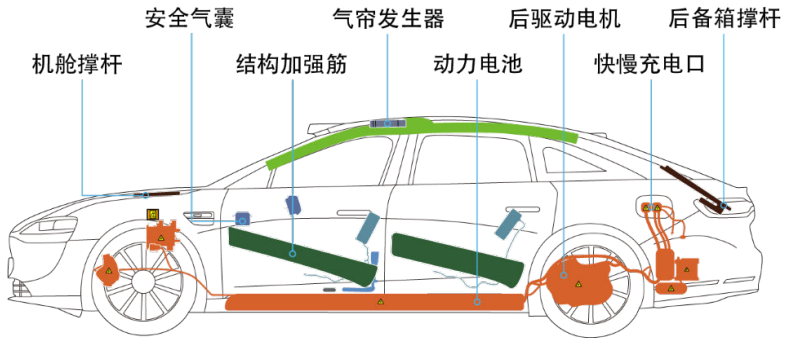 安全气囊
气帘发生器
后驱动电机
后备箱撑杆
机舱撑杆
结构加强筋
动力电池
快慢充电口